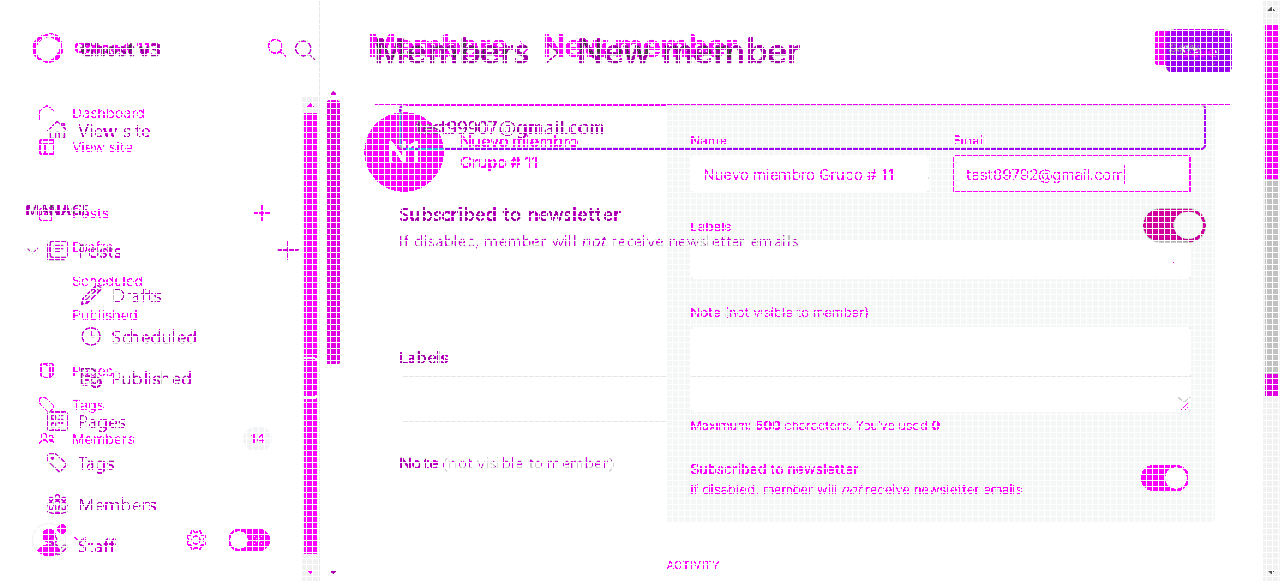 Members New member
Members > New member
Dashboard
View site
View site
MANAGE
Posts
Posts
Drafts
Scheduled
Drafts
Published
Scheduled
Published
Tags
Pages
Members 14
Tags
Members
Staff
test99907@gmail.com
Nuevo miembro
Grupo # 11
Name
Email
Nuevo miembro Grupo # 11
test89792@gmail.com
Subscribed to newsletter
If disabled, member will not receive newsletter emails
Labels
Note (not visible to member)
Labels
Maximum: 500 characters. You've used 0
Note (not visible to member)
Subscribed to newsletter
If disabled, member will not receive newsletter emails
ACTIVITY